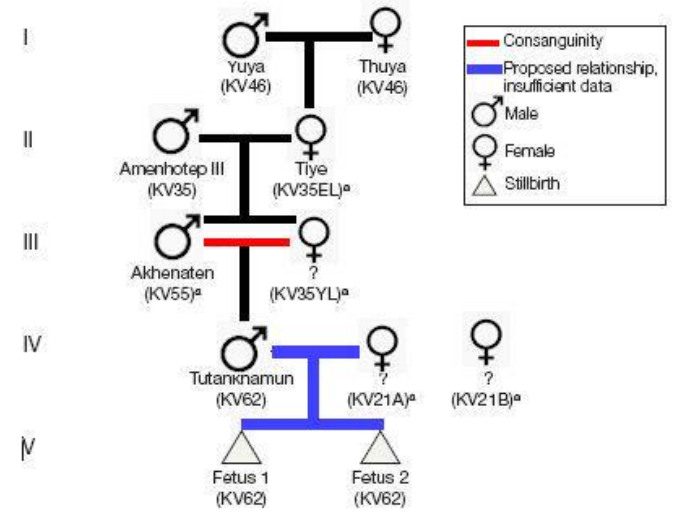 I
Yuya
(KV46)
Thuya
(KV46)
Consanguinity
Proposed relationship,
insufficient data
Male
Female
Stillbirth
II
Amenhotep III
(KV35)
Tiye
(KV35EL)ᵃ
III
Akhenaten
(KV55)ᵃ
?
(KV35YL)ᵃ
IV
Tutankhamun
(KV62)
?
(KV21A)ᵃ
?
(KV21B)ᵃ
V
Fetus 1
(KV62)
Fetus 2
(KV62)